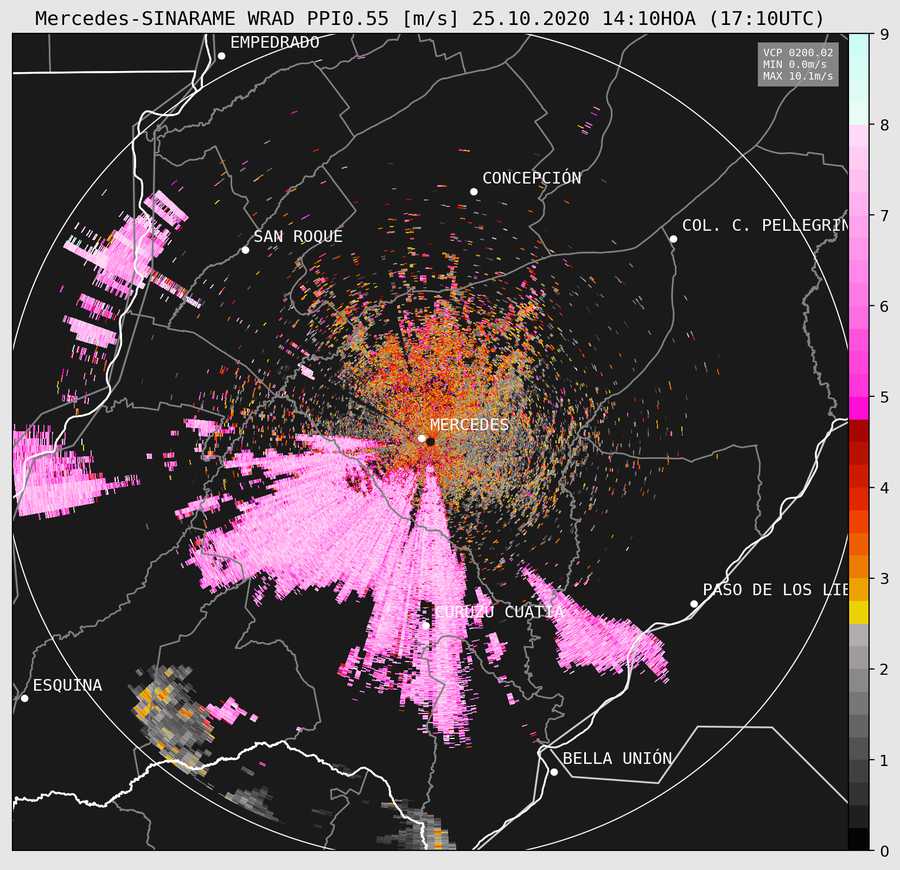 Mercedes-SINARAME WRAD PPI0.55 [m/s] 25.10.2020 14:10HOA (17:10UTC)
EMPEDRADO
VCP 0200.02
MIN 0.0m/s
MAX 10.1m/s
CONCEPCIÓN
SAN ROQUE
COL. C. PELLEGRIN
MERCEDES
PASO DE LOS LIB
CURUZÚ CUATIÁ
ESQUINA
BELLA UNIÓN
9
8
7
6
5
4
3
2
1
0